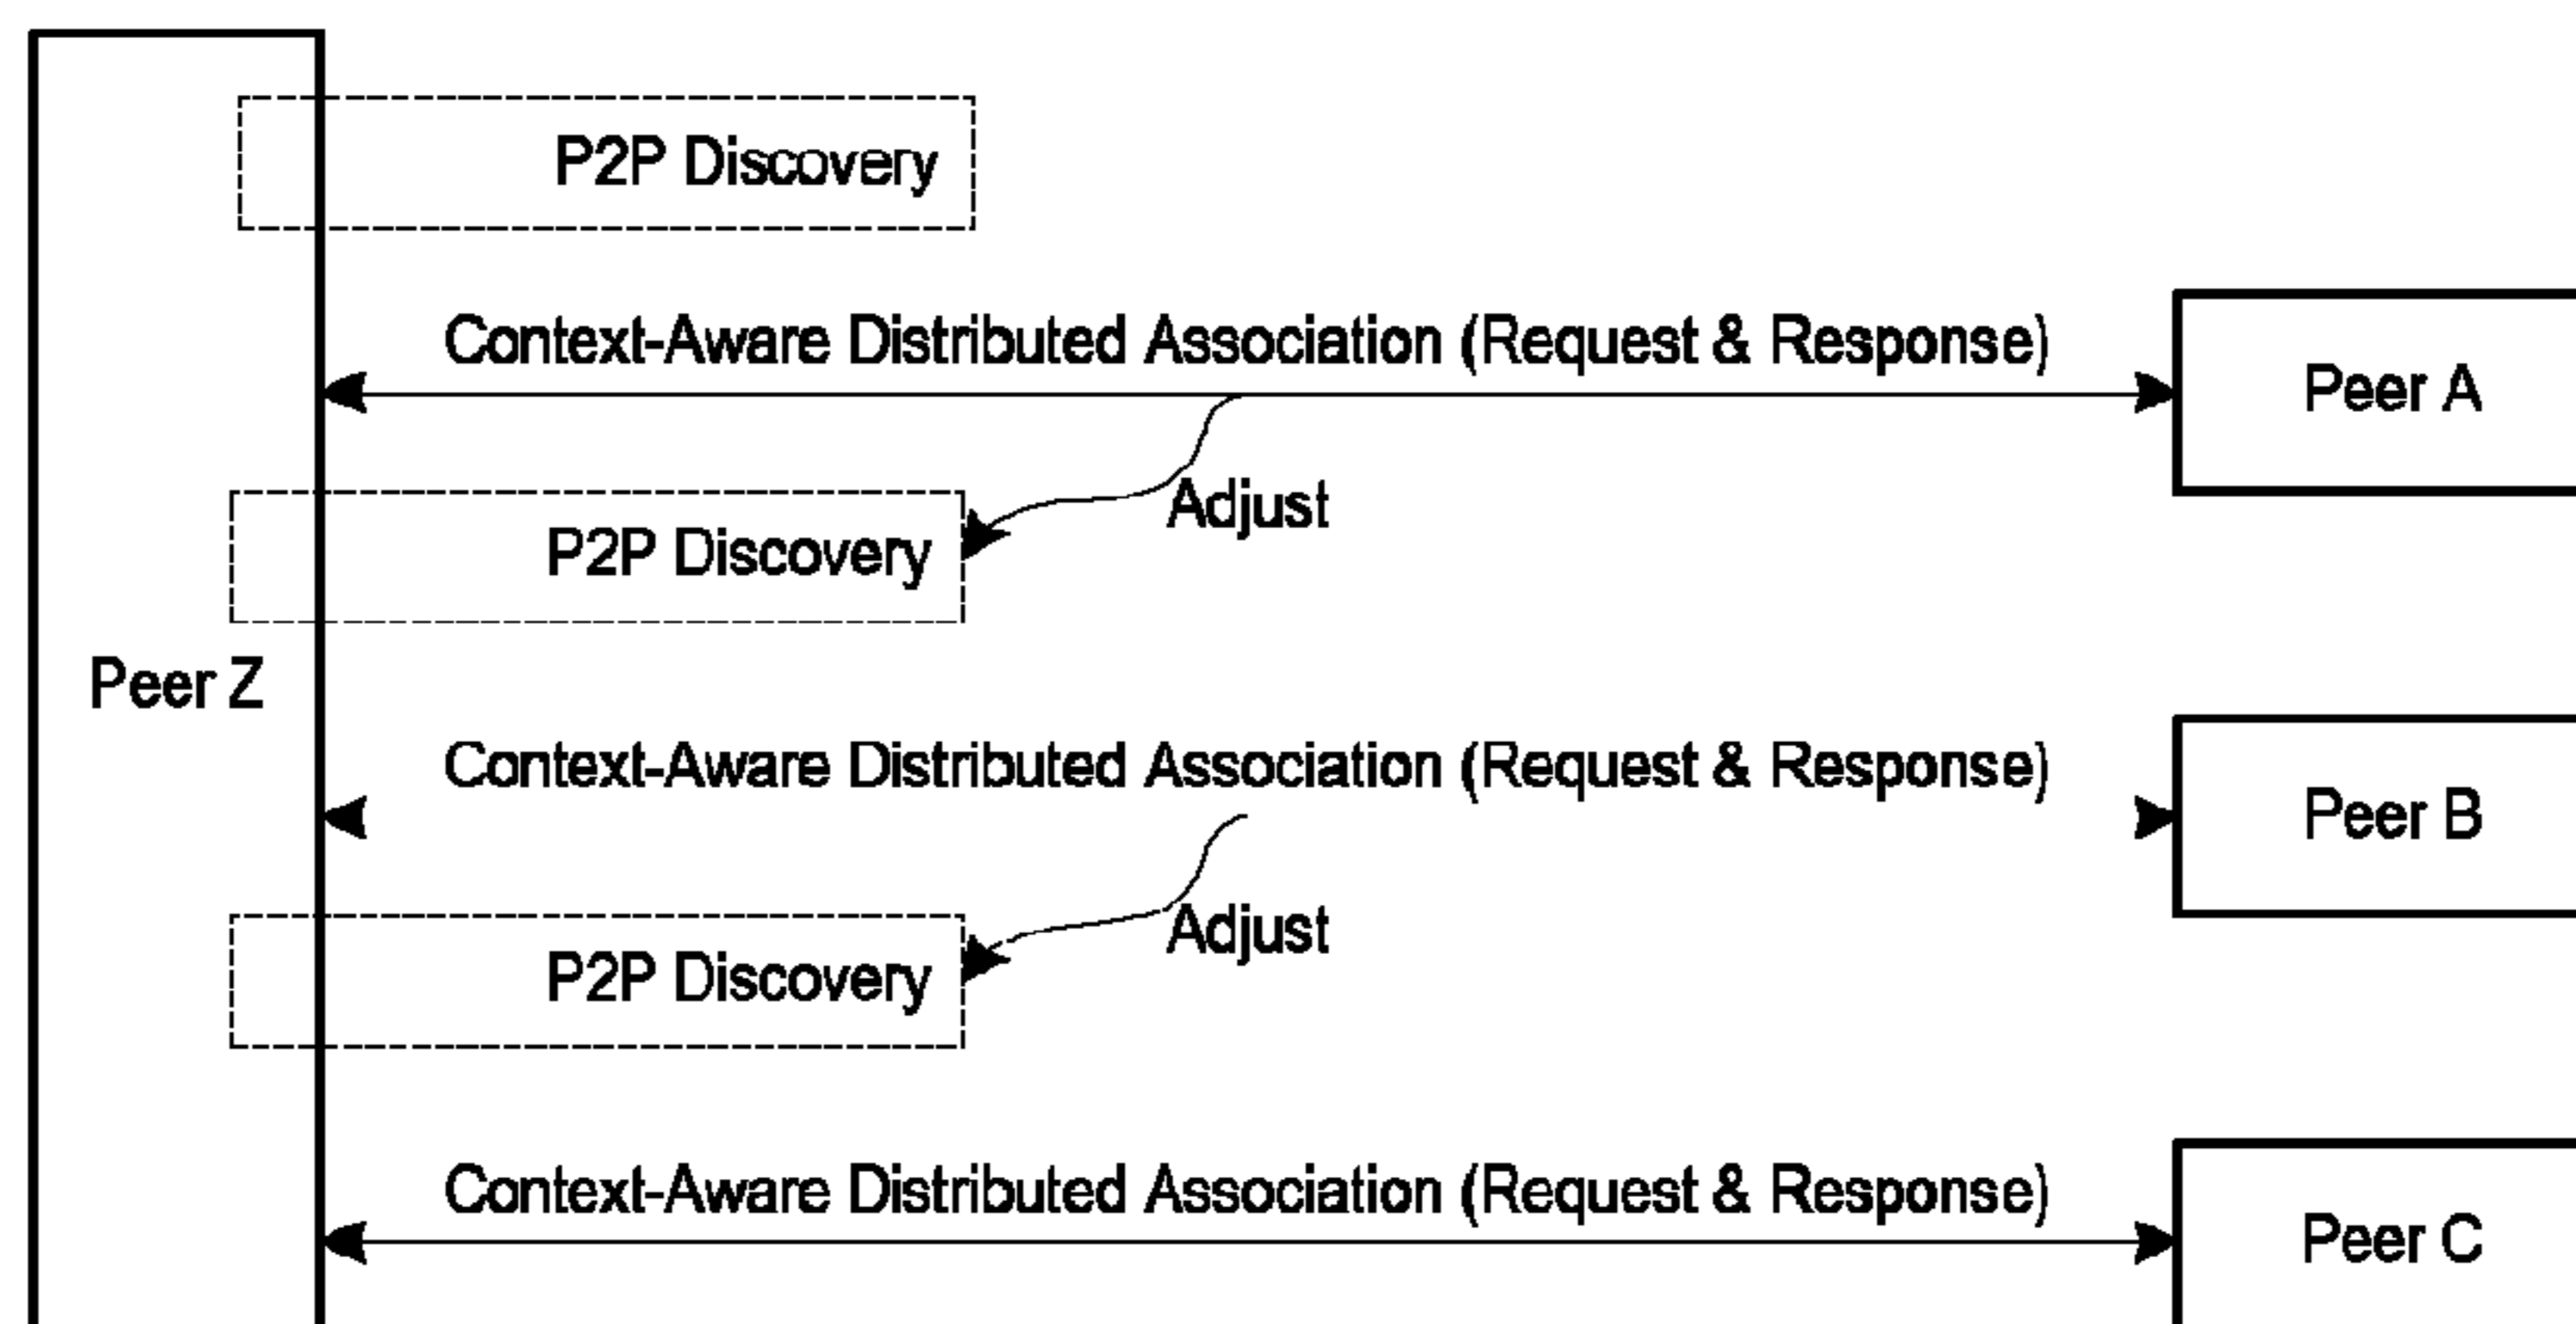 P2P Discovery
Context-Aware Distributed Association (Request & Response)
Peer A
Adjust
P2P Discovery
Peer Z
Context-Aware Distributed Association (Request & Response)
Peer B
Adjust
P2P Discovery
Context-Aware Distributed Association (Request & Response)
Peer C